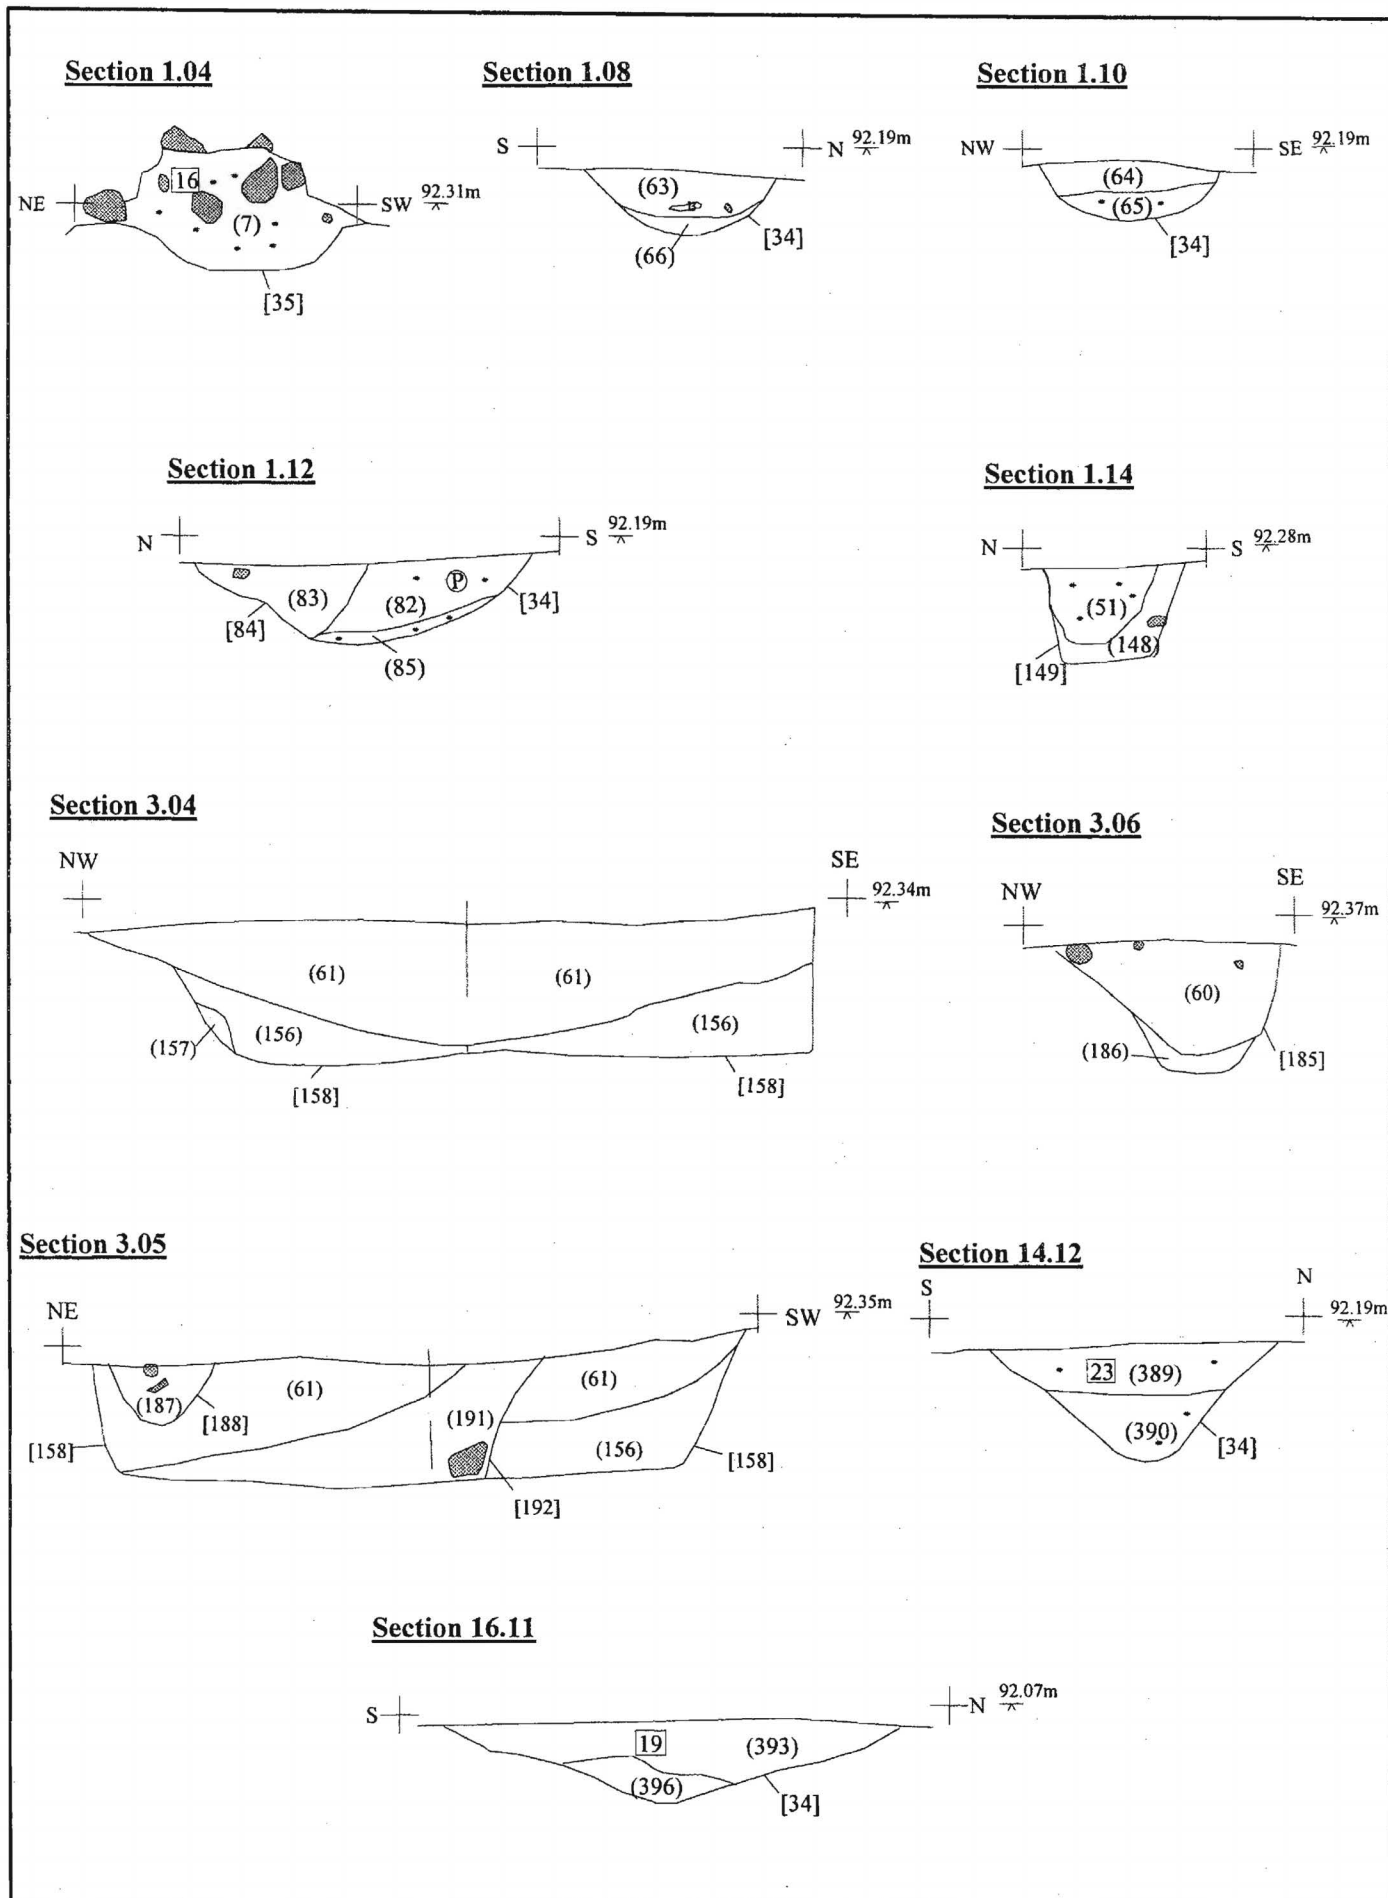 Section 1.04
NE
16
(7)
SW 92.31m
[35]
Section 1.08
S
N 92.19m
(63)
(66)
[34]
Section 1.10
NW
SE 92.19m
(64)
(65)
[34]
Section 1.12
N
S 92.19m
(83)
(82)
P
[34]
[84]
(85)
Section 1.14
N
S 92.28m
(51)
(148)
[149]
Section 3.04
NW
SE
92.34m
(61)
(61)
(157)
(156)
(156)
[158]
[158]
Section 3.06
NW
SE
92.37m
(60)
(186)
[185]
Section 3.05
NE
SW 92.35m
(187)
[188]
(61)
(61)
(191)
(156)
[158]
[158]
[192]
Section 14.12
S
N
92.19m
23
(389)
(390)
[34]
Section 16.11
S
N 92.07m
19
(393)
(396)
[34]